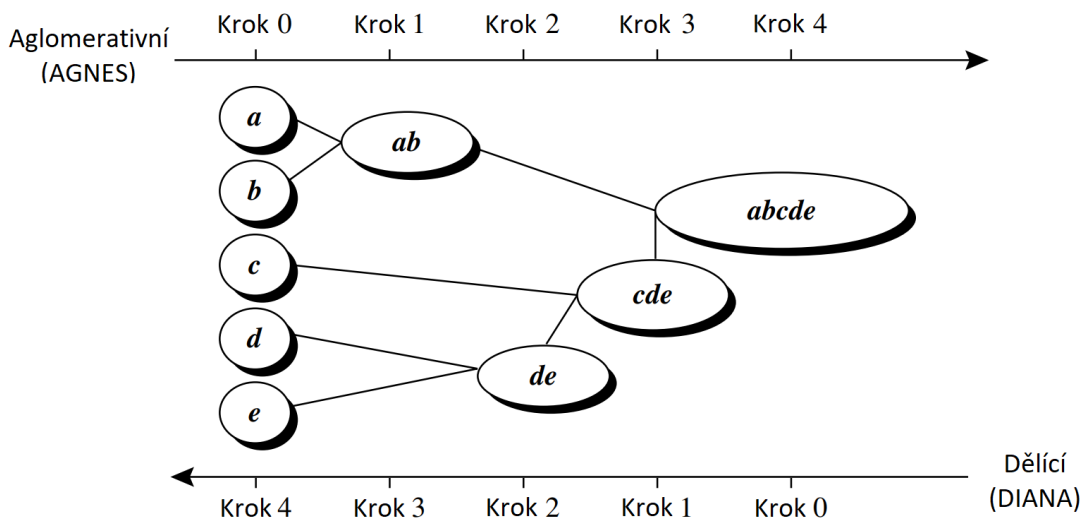 Krok 0 Krok 1 Krok 2 Krok 3 Krok 4
Aglomerativní
(AGNES)
a
ab
b
abcde
c
cde
d
de
e
Dělící
(DIANA)
Krok 4 Krok 3 Krok 2 Krok 1 Krok 0